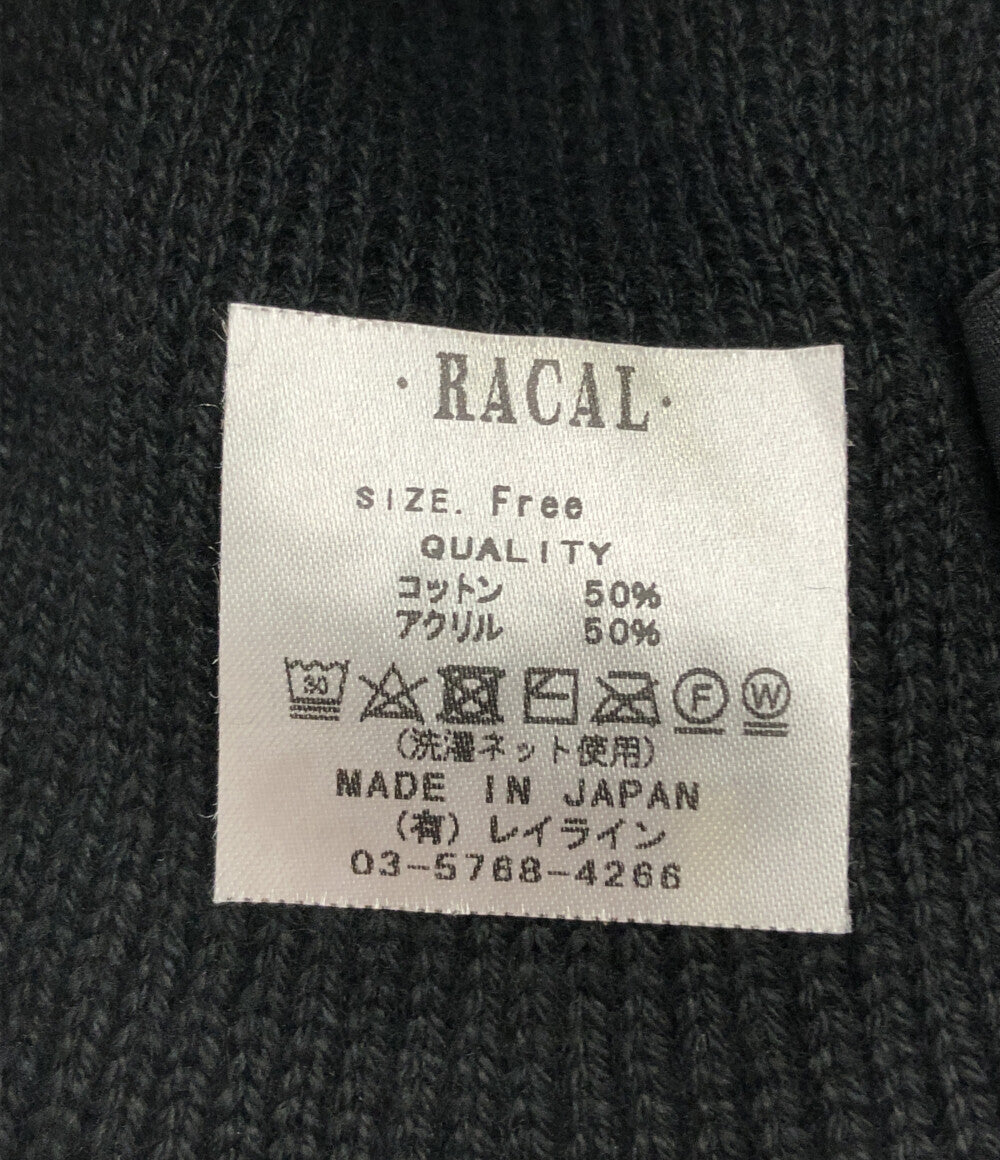 · RACAL ·
SIZE. Free
QUALITY
コットン 50%
アクリル 50%
30 F W
(洗濯ネット使用)
MADE IN JAPAN
(有) レイライン
03-5768-4266